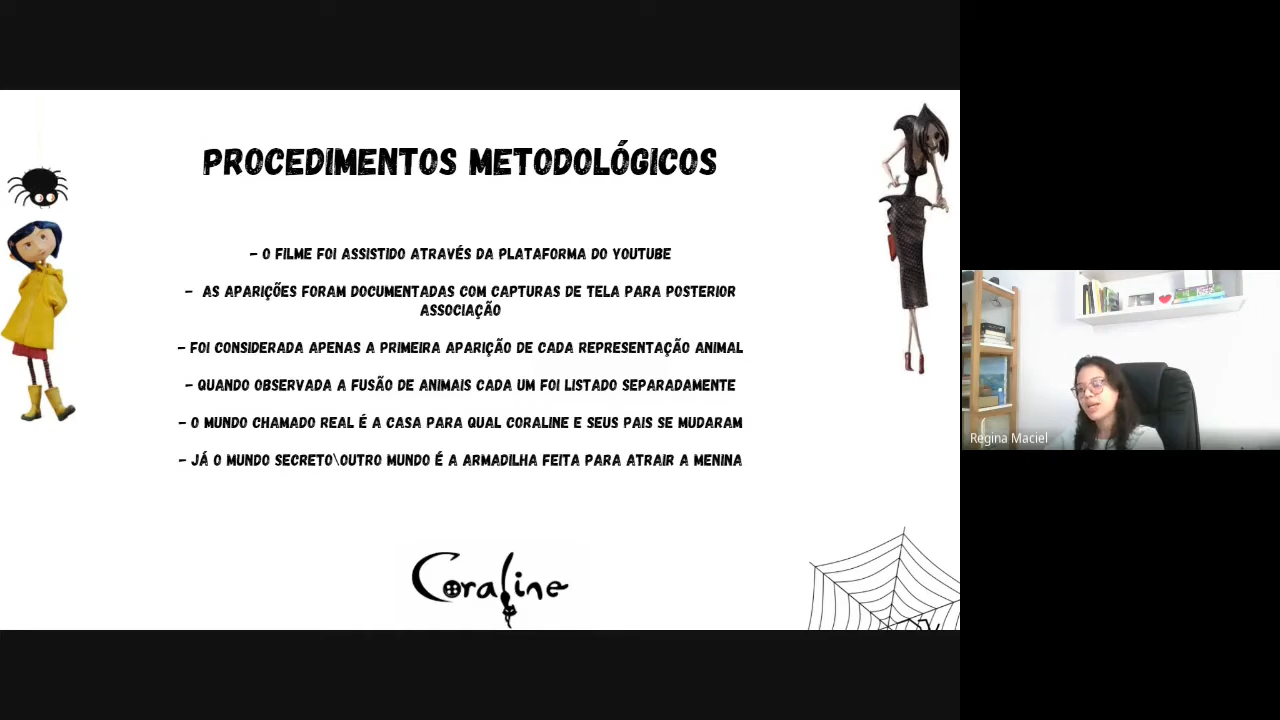 PROCEDIMENTOS METODOLÓGICOS
- O FILME FOI ASSISTIDO ATRAVÉS DA PLATAFORMA DO YOUTUBE
- AS APARIÇÕES FORAM DOCUMENTADAS COM CAPTURAS DE TELA PARA POSTERIOR
ASSOCIAÇÃO
- FOI CONSIDERADA APENAS A PRIMEIRA APARIÇÃO DE CADA REPRESENTAÇÃO ANIMAL
- QUANDO OBSERVADA A FUSÃO DE ANIMAIS CADA UM FOI LISTADO SEPARADAMENTE
- O MUNDO CHAMADO REAL É A CASA PARA QUAL CORALINE E SEUS PAIS SE MUDARAM
- JÁ O MUNDO SECRETO\OUTRO MUNDO É A ARMADILHA FEITA PARA ATRAIR A MENINA
Coraline
Regina Maciel